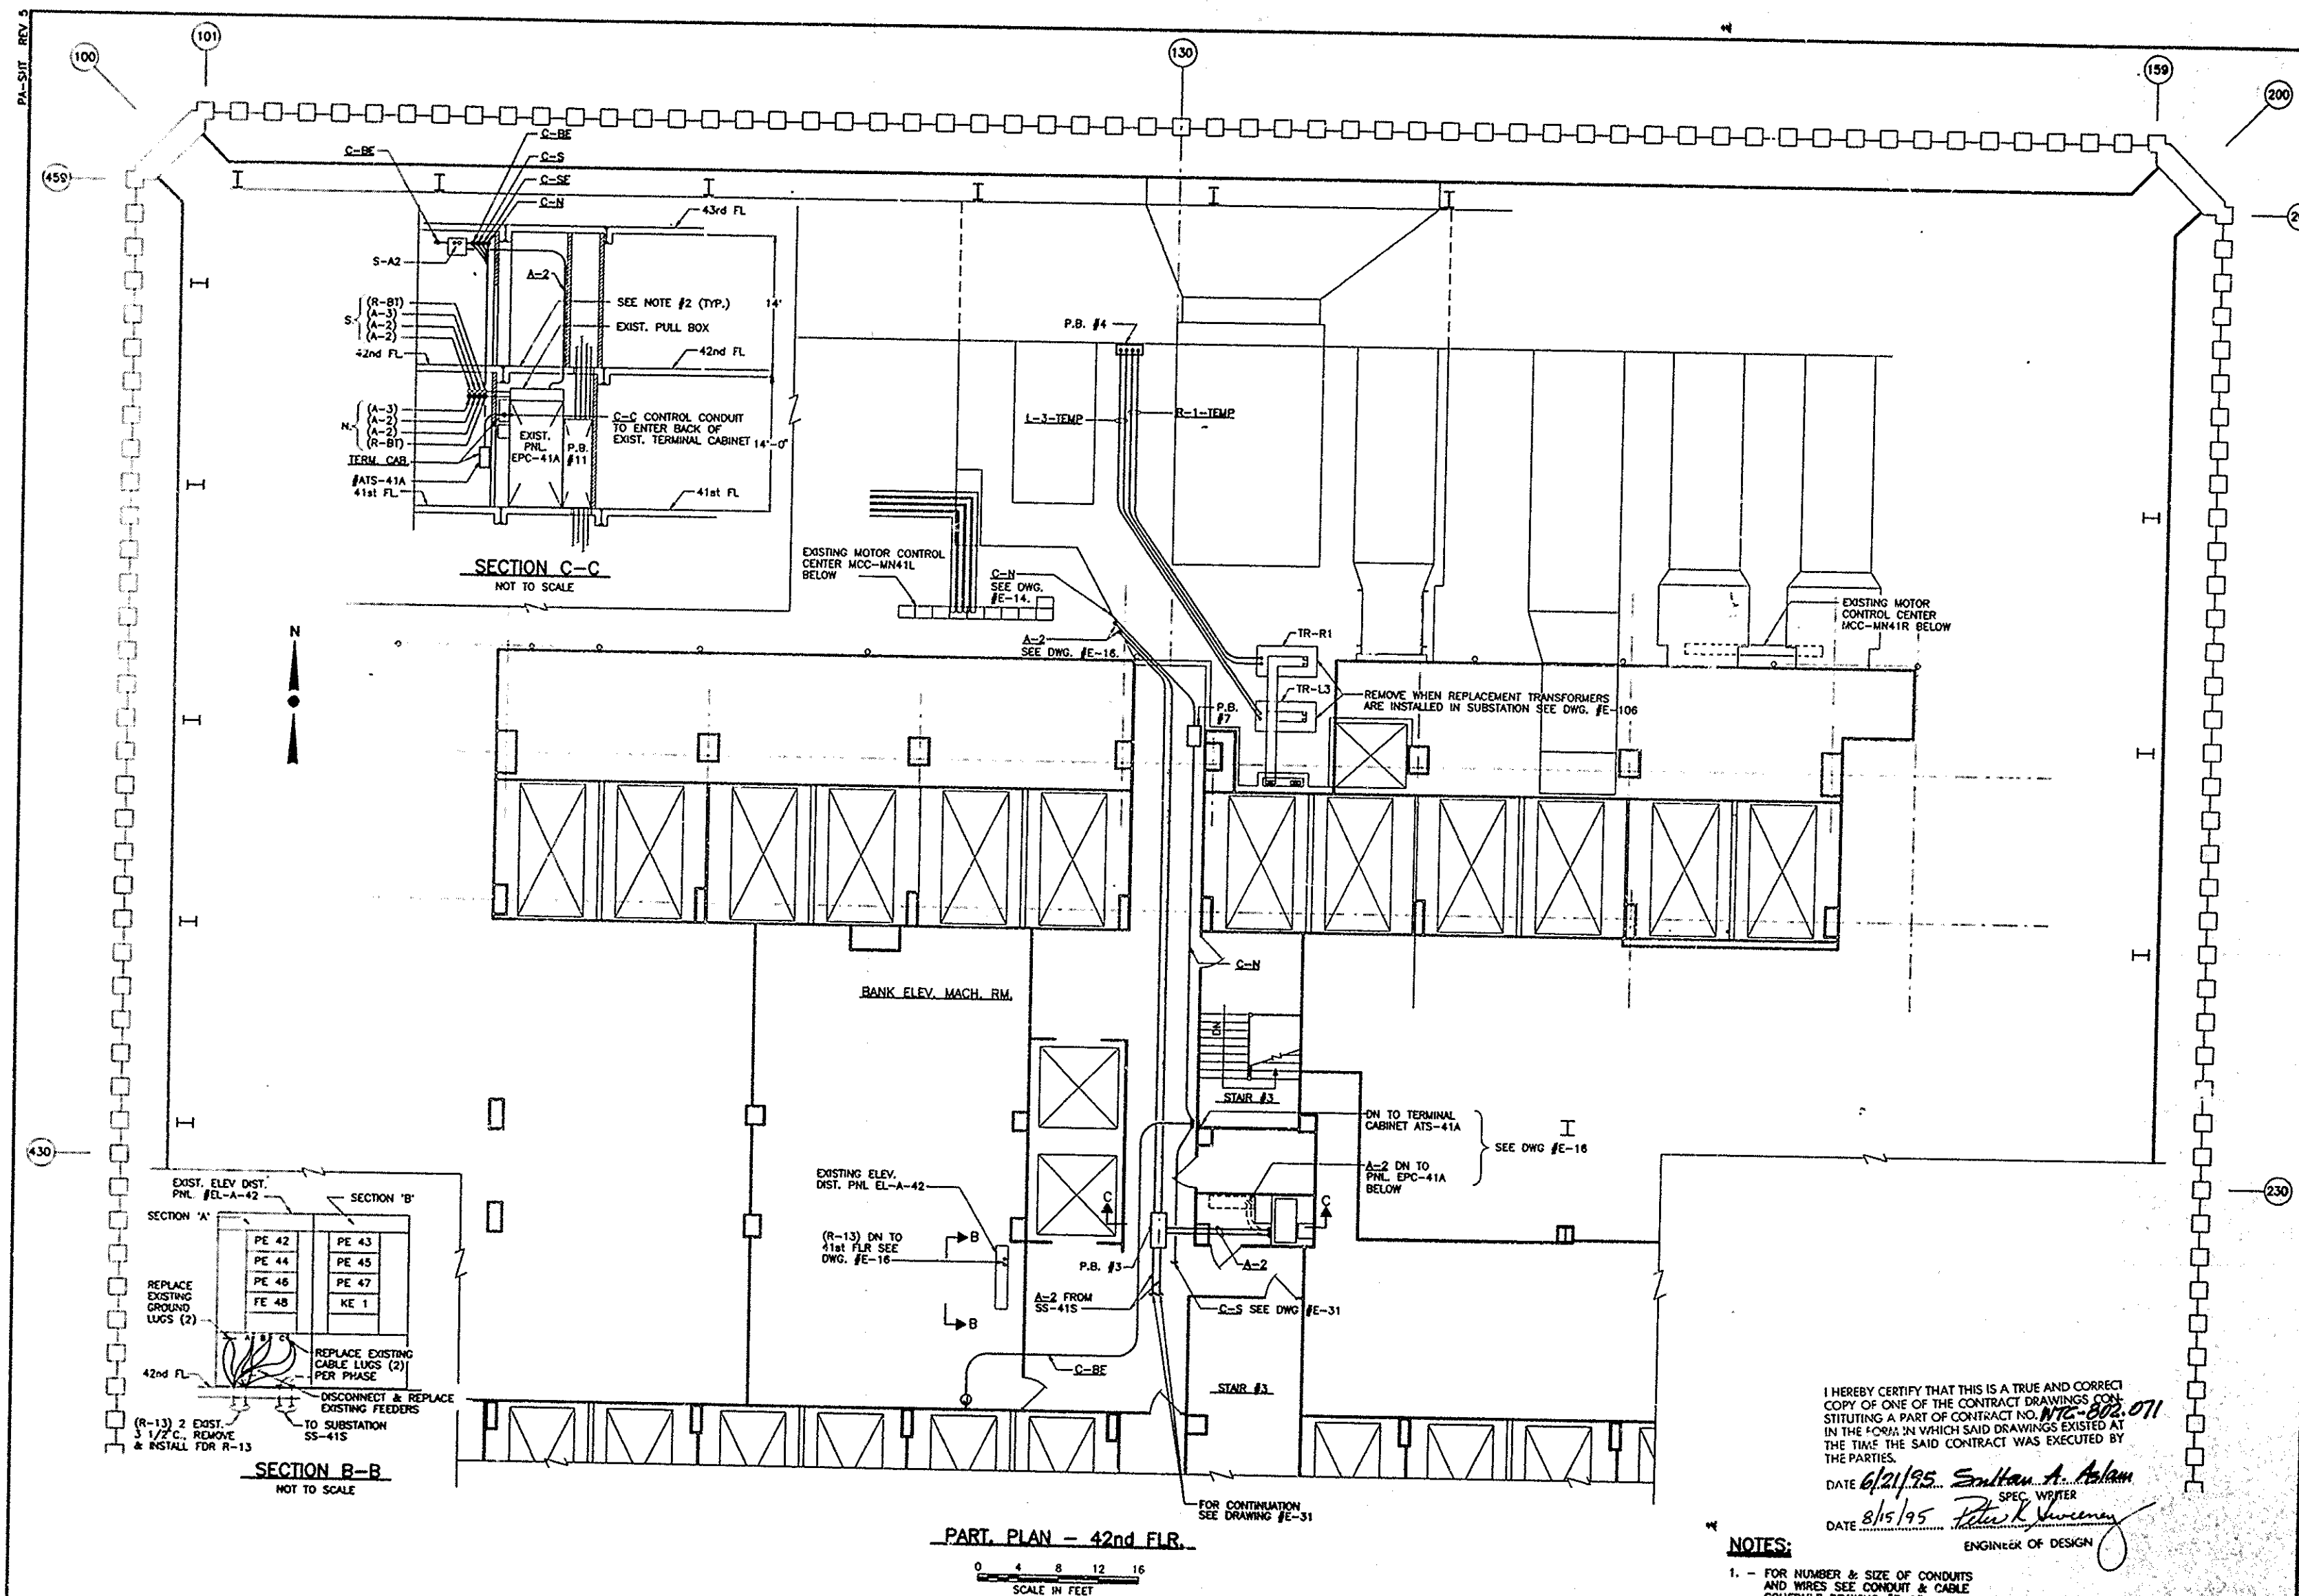 PA-SHT REV 5
100
101
130
159
200
459
C-BE
C-BE
C-S
C-SE
C-N
43rd FL
S-A2
A-2
SEE NOTE #2 (TYP.)
14'
EXIST. PULL BOX
S.
(R-BT)
(A-3)
(A-2)
(A-2)
42nd FL
42nd FL
N.
(A-3)
(A-2)
(A-2)
(R-BT)
C-C CONTROL CONDUIT
TO ENTER BACK OF
EXIST. TERMINAL CABINET
14'-0"
EXIST.
PNL.
EPC-41A
P.B.
#11
TERM. CAB.
#ATS-41A
41st FL
41st FL
SECTION C-C
NOT TO SCALE
P.B. #4
L-3-TEMP
R-1-TEMP
EXISTING MOTOR CONTROL
CENTER MCC-MN41L
BELOW
C-N
SEE DWG.
#E-14.
A-2
SEE DWG. #E-16.
EXISTING MOTOR
CONTROL CENTER
MCC-MN41R BELOW
N
TR-R1
TR-L3
REMOVE WHEN REPLACEMENT TRANSFORMERS
ARE INSTALLED IN SUBSTATION SEE DWG. #E-106
P.B.
#7
C-N
BANK ELEV. MACH. RM.
DN
STAIR #3
DN TO TERMINAL
CABINET ATS-41A
SEE DWG #E-16
A-2 DN TO
PNL. EPC-41A
BELOW
430
230
EXISTING ELEV.
DIST. PNL EL-A-42
C
C
(R-13) DN TO
41st FLR SEE
DWG. #E-16
B
B
P.B. #3
A-2
A-2 FROM
SS-41S
C-S SEE DWG #E-31
C-BE
STAIR #3
EXIST. ELEV DIST.
PNL. #EL-A-42
SECTION 'B'
SECTION 'A'
PE 42
PE 43
PE 44
PE 45
PE 46
PE 47
FE 48
KE 1
REPLACE
EXISTING
GROUND
LUGS (2)
A B C
REPLACE EXISTING
CABLE LUGS (2)
PER PHASE
42nd FL
DISCONNECT & REPLACE
EXISTING FEEDERS
(R-13) 2 EXIST.
3 1/2"C., REMOVE
& INSTALL FDR R-13
TO SUBSTATION
SS-41S
SECTION B-B
NOT TO SCALE
FOR CONTINUATION
SEE DRAWING #E-31
PART. PLAN - 42nd FLR.
0 4 8 12 16
SCALE IN FEET
I HEREBY CERTIFY THAT THIS IS A TRUE AND CORRECT
COPY OF ONE OF THE CONTRACT DRAWINGS CON-
STITUTING A PART OF CONTRACT NO. WTC-802.071
IN THE FORM IN WHICH SAID DRAWINGS EXISTED AT
THE TIME THE SAID CONTRACT WAS EXECUTED BY
THE PARTIES.
DATE 6/21/95 Sultan A. Aslam
SPEC. WRITER
DATE 8/15/95 Peter K Sweeney
ENGINEER OF DESIGN
NOTES:
1. - FOR NUMBER & SIZE OF CONDUITS
AND WIRES SEE CONDUIT & CABLE